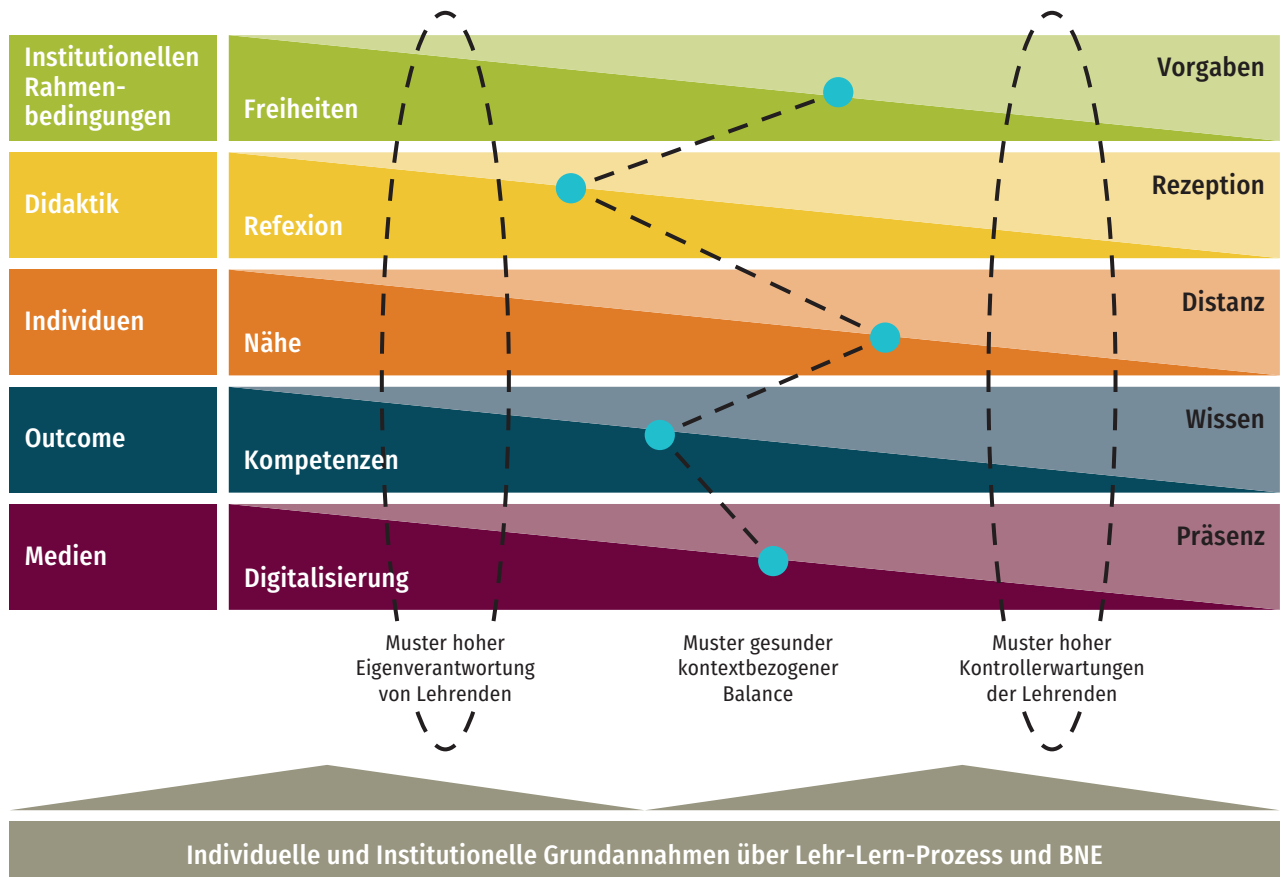 Institutionellen
Rahmen-
bedingungen
Freiheiten
Vorgaben
Didaktik
Refexion
Rezeption
Individuen
Nähe
Distanz
Outcome
Kompetenzen
Wissen
Medien
Digitalisierung
Präsenz
Muster hoher
Eigenverantwortung
von Lehrenden
Muster gesunder
kontextbezogener
Balance
Muster hoher
Kontrollerwartungen
der Lehrenden
Individuelle und Institutionelle Grundannahmen über Lehr-Lern-Prozess und BNE